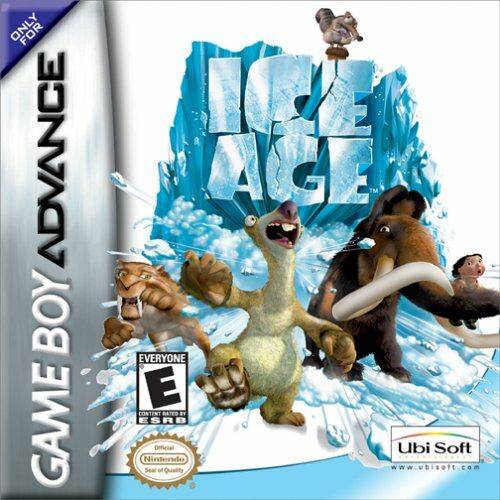 ONLY
FOR
GAME BOY ADVANCE
ICE
AGE
TM
EVERYONE
E
CONTENT RATED BY
ESRB
Official
Nintendo
Seal of Quality
Ubi Soft
www.ubisoft.com